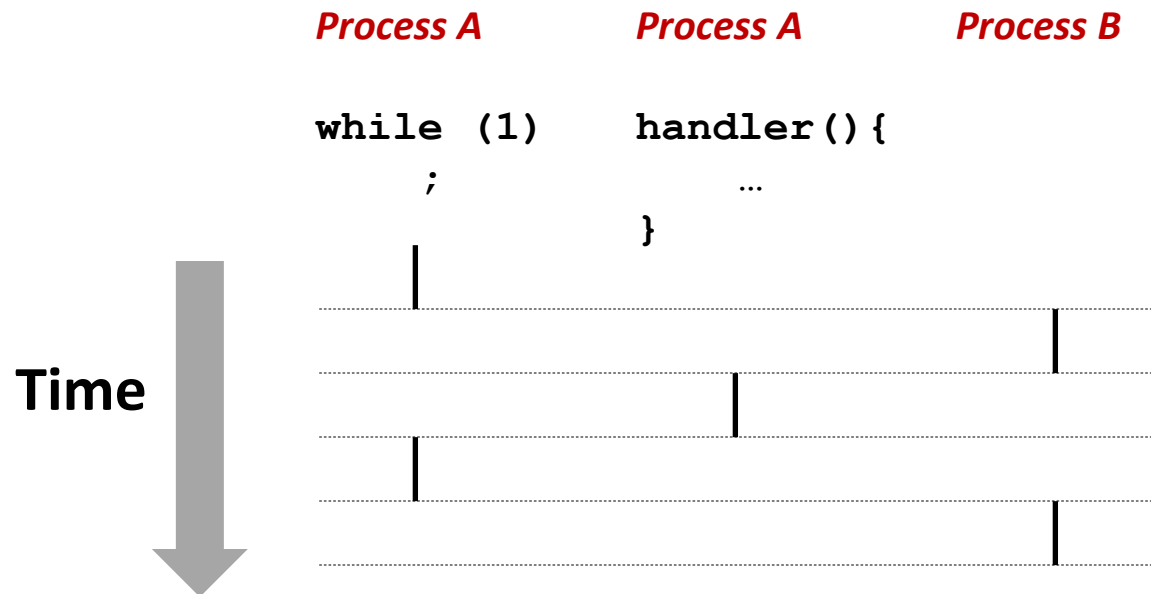 Process A Process A Process B
while (1) handler(){
; …
}
Time